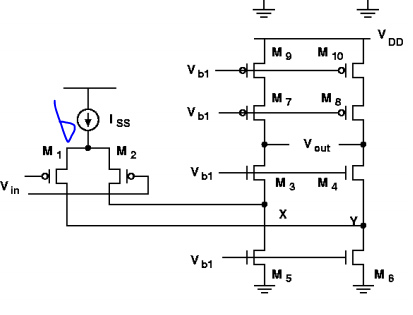 V DD
M 9 M 10
V b1
M 7 M 8
V b1
I SS
V out
M 1 M 2
V b1
M 3 M 4
V in
X
Y
V b1
M 5
M 6